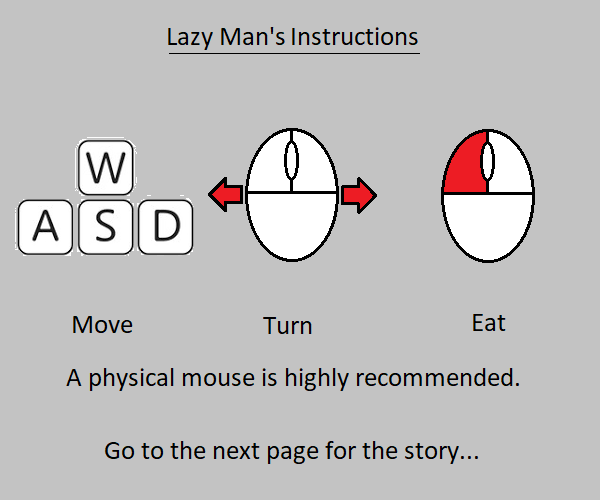 Lazy Man's Instructions
W
A S D
Move Turn Eat
A physical mouse is highly recommended.
Go to the next page for the story...